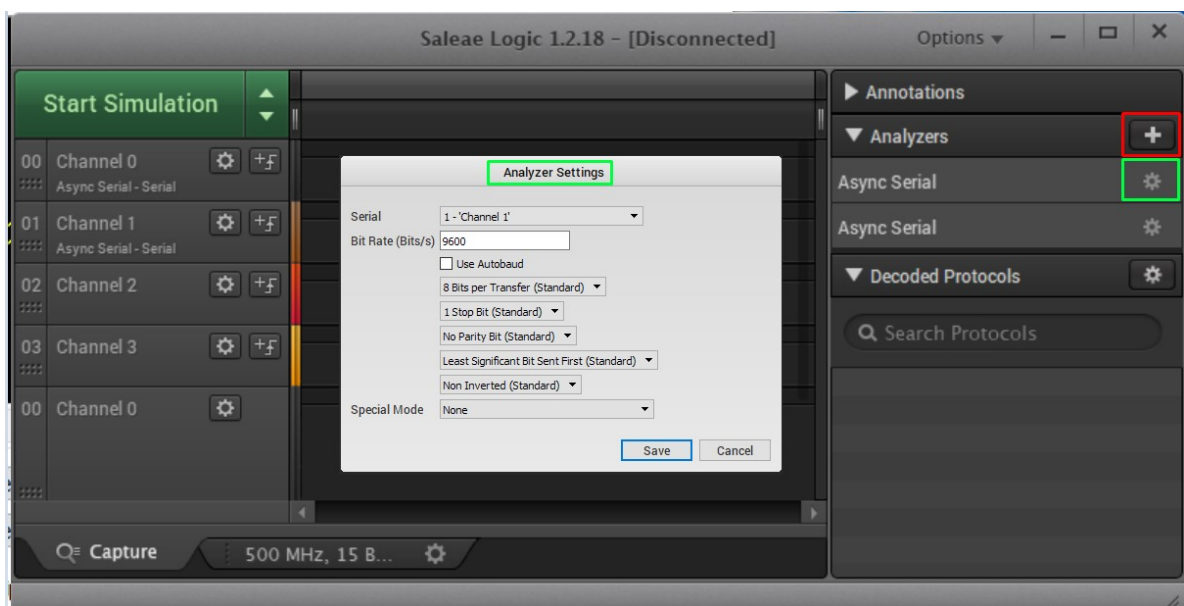 Saleae Logic 1.2.18 - [Disconnected]
Options
Start Simulation
00 Channel 0
Async Serial - Serial
01 Channel 1
Async Serial - Serial
02 Channel 2
03 Channel 3
00 Channel 0
Analyzer Settings
Serial 1 - 'Channel 1'
Bit Rate (Bits/s) 9600
Use Autobaud
8 Bits per Transfer (Standard)
1 Stop Bit (Standard)
No Parity Bit (Standard)
Least Significant Bit Sent First (Standard)
Non Inverted (Standard)
Special Mode None
Save Cancel
Annotations
Analyzers
Async Serial
Async Serial
Decoded Protocols
Search Protocols
Capture
500 MHz, 15 B...